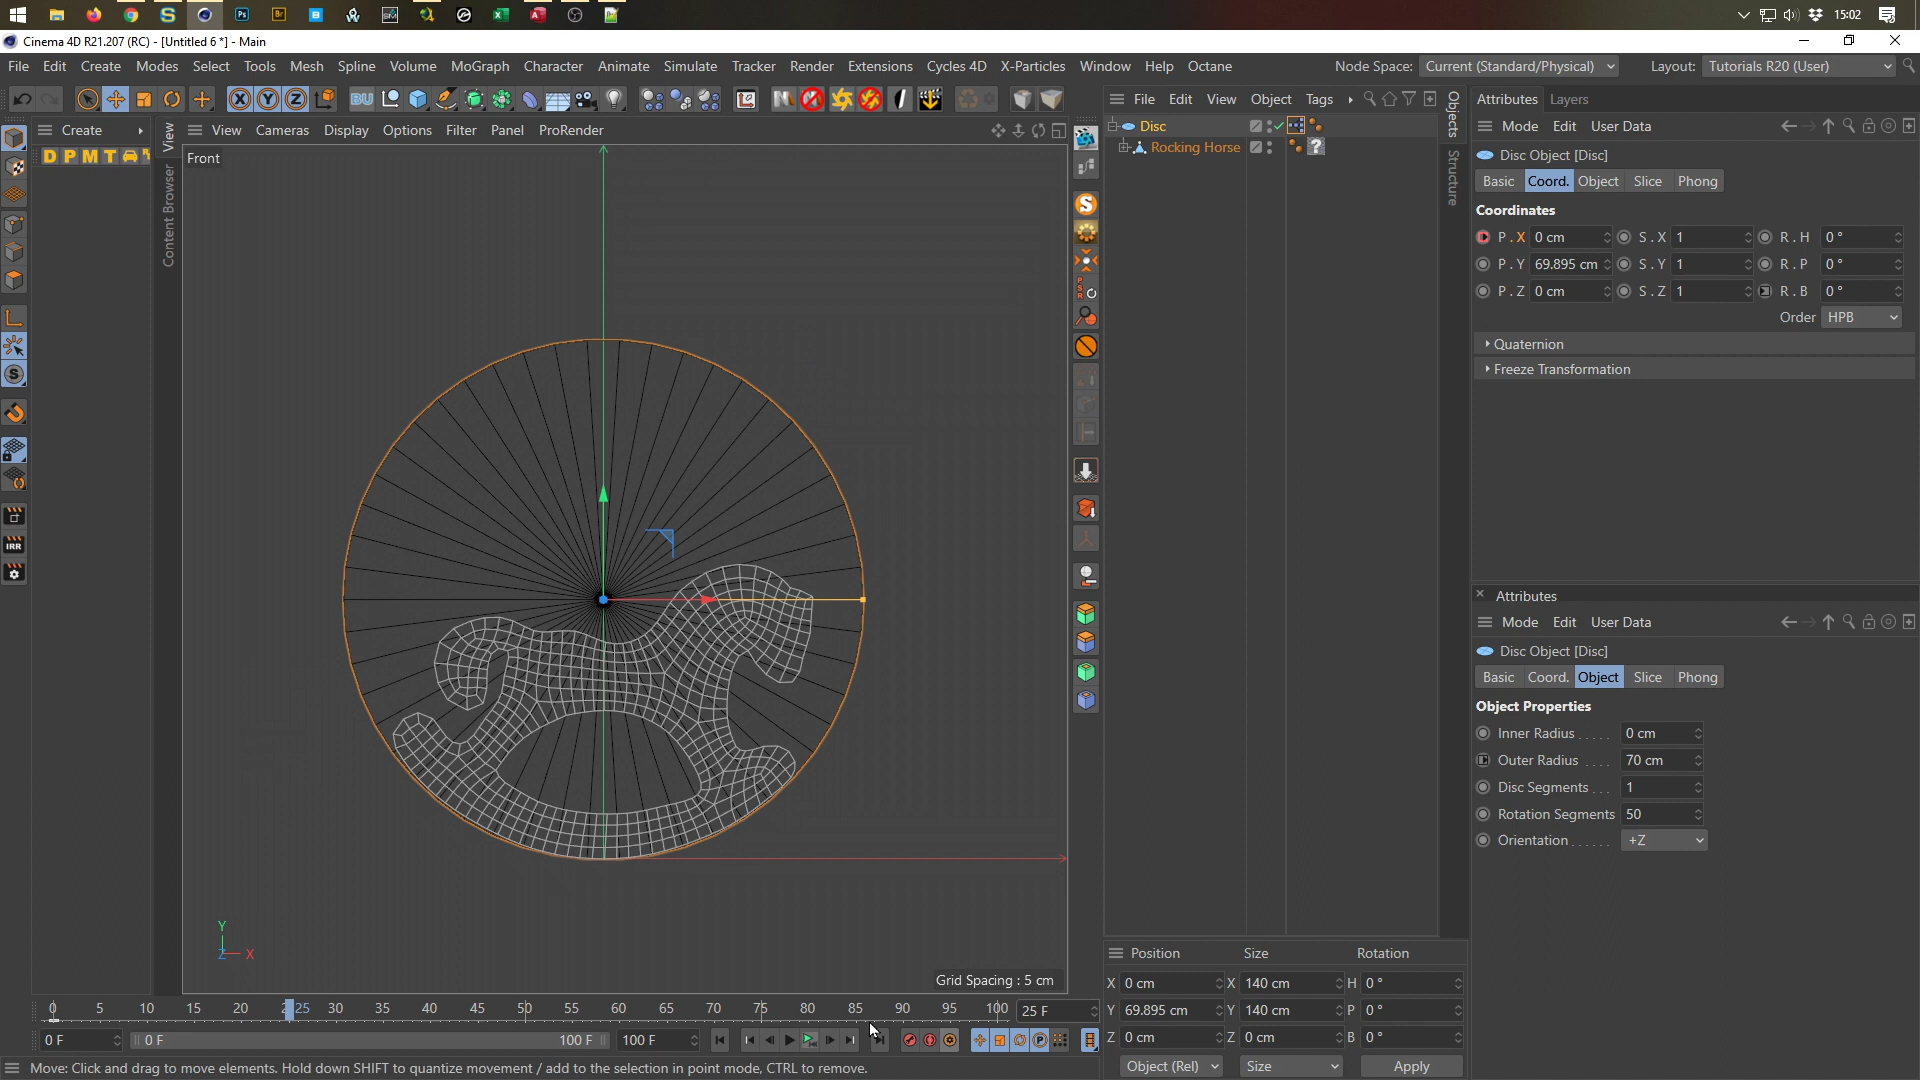 15:02
Cinema 4D R21.207 (RC) - [Untitled 6 *] - Main
File Edit Create Modes Select Tools Mesh Spline Volume MoGraph Character Animate Simulate Tracker Render Extensions Cycles 4D X-Particles Window Help Octane Node Space: Current (Standard/Physical) Layout: Tutorials R20 (User)
File Edit View Object Tags
Attributes Layers
Create
View Cameras Display Options Filter Panel ProRender
Mode Edit User Data
D P M T
View
Content Browser
Front
Disc
Rocking Horse
Objects
Structure
Disc Object [Disc]
Basic Coord. Object Slice Phong
Coordinates
P . X 0 cm S . X 1 R . H 0 °
P . Y 69.895 cm S . Y 1 R . P 0 °
P . Z 0 cm S . Z 1 R . B 0 °
Order HPB
Quaternion
Freeze Transformation
PSR
IRR
Attributes
Mode Edit User Data
Disc Object [Disc]
Basic Coord. Object Slice Phong
Object Properties
Inner Radius . . . . . 0 cm
Outer Radius . . . . 70 cm
Disc Segments . . . 1
Rotation Segments 50
Orientation . . . . . . +Z
Y
Z X
Grid Spacing : 5 cm
Position Size Rotation
X 0 cm X 140 cm H 0 °
Y 69.895 cm Y 140 cm P 0 °
Z 0 cm Z 0 cm B 0 °
Object (Rel) Size Apply
0 5 10 15 20 25 30 35 40 45 50 55 60 65 70 75 80 85 90 95 100 25 F
0 F 0 F 100 F 100 F
Move: Click and drag to move elements. Hold down SHIFT to quantize movement / add to the selection in point mode, CTRL to remove.